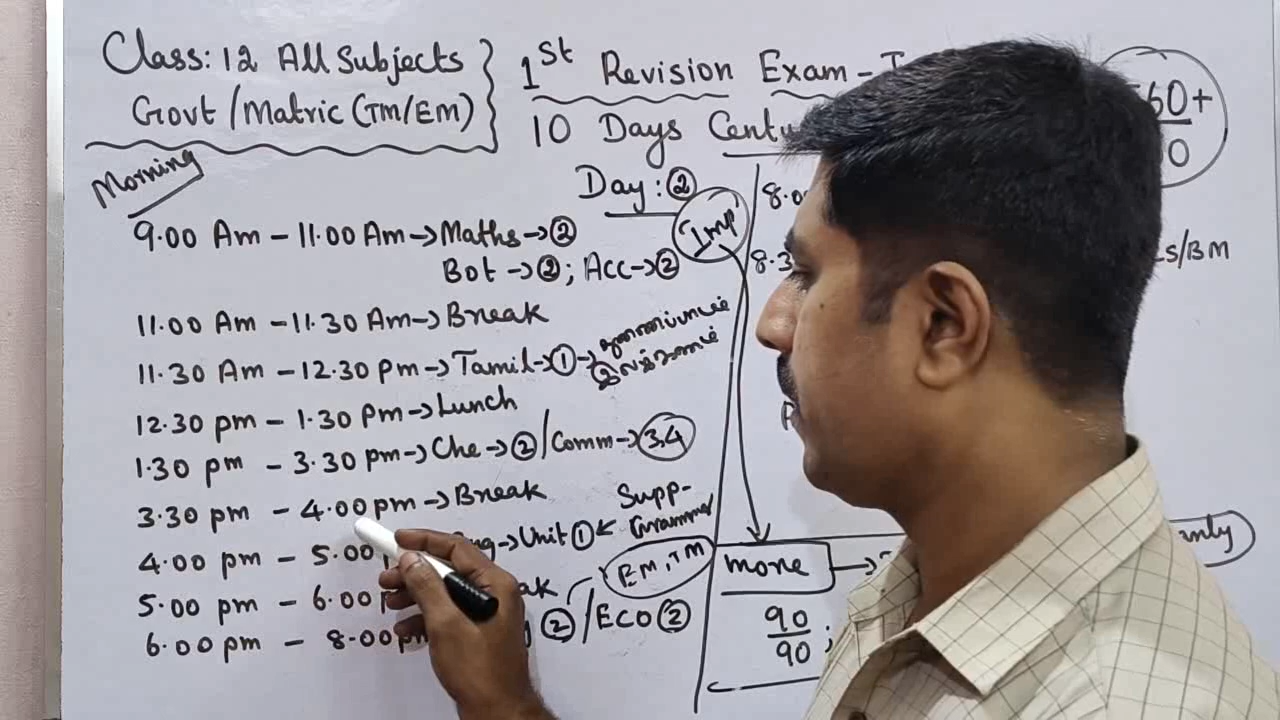 Class: 12 All Subjects
Govt/Matric (TM/EM)
1st Revision Exam -
10 Days
560+
Morning
Day: 2
Imp
9.00 Am - 11.00 Am → Maths → 2
Bot → 2; Acc → 2
11.00 Am - 11.30 Am → Break
11.30 Am - 12.30 pm → Tamil → 1 →
12.30 pm - 1.30 pm → Lunch
1.30 pm - 3.30 pm → Che → 2 / Comm → 3,4
3.30 pm - 4.00 pm → Break
4.00 pm - 5.00 → Unit 1 < Supp-
Grammar
5.00 pm - 6.00
EM, TM
6.00 pm - 8.00 pm 2 / ECO 2
/BM
more →
90
90 ;